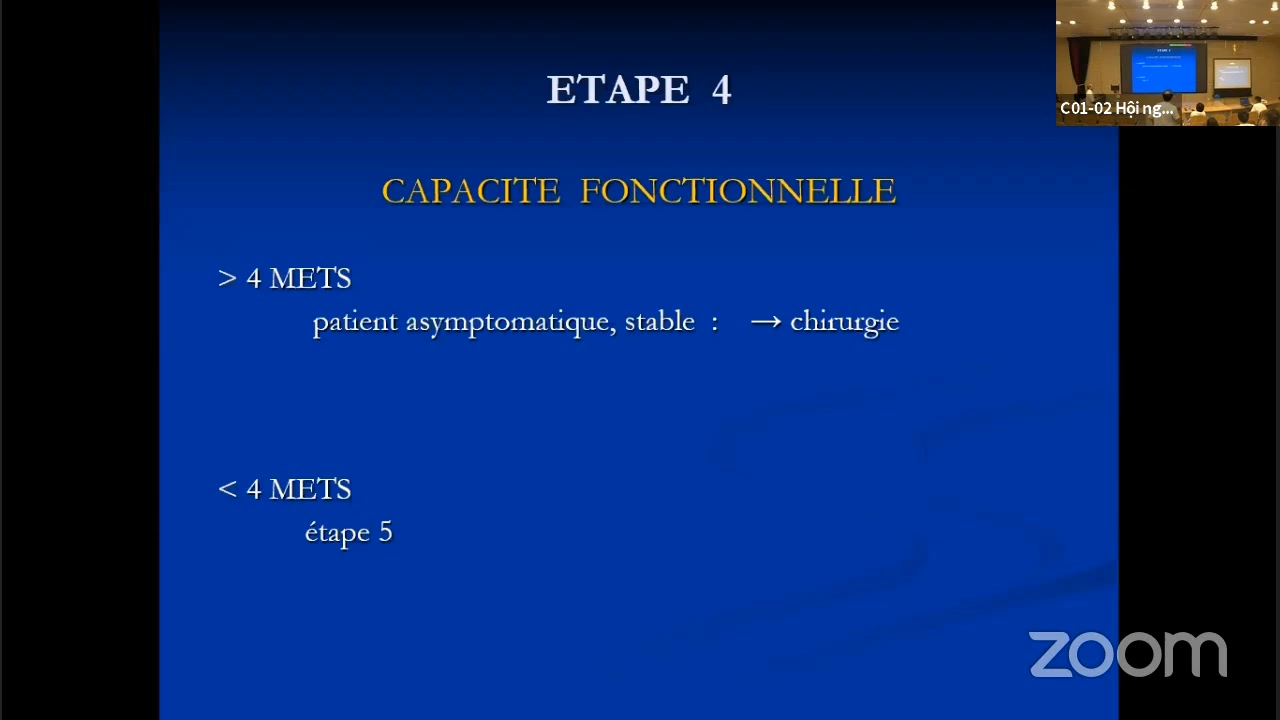 ETAPE 4
CAPACITE FONCTIONNELLE
> 4 METS
patient asymptomatique, stable : → chirurgie
< 4 METS
étape 5
C01-02 Hội ng...
zoom